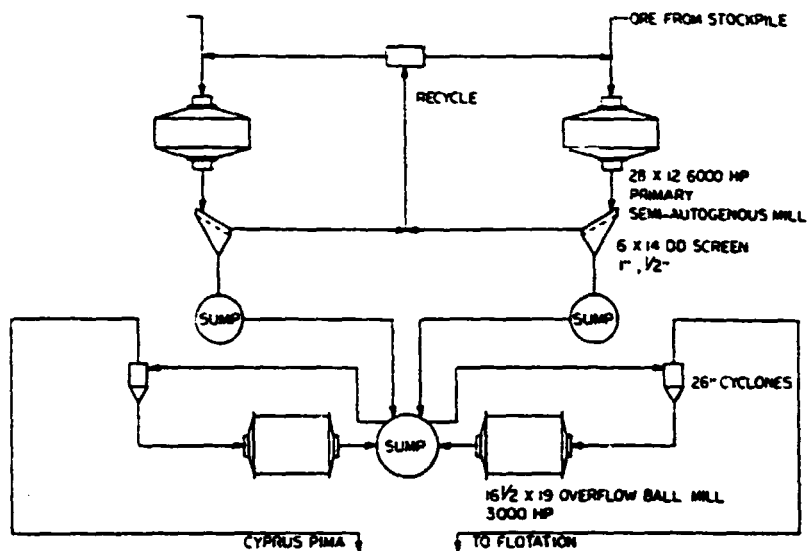 ORE FROM STOCKPILE
RECYCLE
28 X 12 6000 HP
PRIMARY
SEMI-AUTOGENOUS MILL
6 X 14 DD SCREEN
1", 1/2"
SUMP
SUMP
26" CYCLONES
SUMP
16 1/2 X 19 OVERFLOW BALL MILL
3000 HP
CYPRUS PIMA
TO FLOTATION